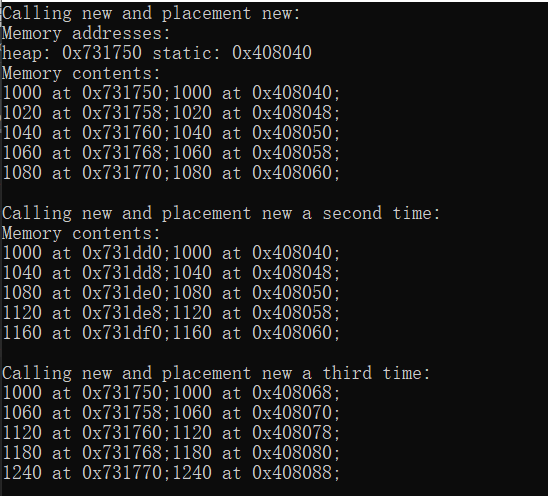 Calling new and placement new:
Memory addresses:
heap: 0x731750 static: 0x408040
Memory contents:
1000 at 0x731750;1000 at 0x408040;
1020 at 0x731758;1020 at 0x408048;
1040 at 0x731760;1040 at 0x408050;
1060 at 0x731768;1060 at 0x408058;
1080 at 0x731770;1080 at 0x408060;

Calling new and placement new a second time:
Memory contents:
1000 at 0x731dd0;1000 at 0x408040;
1040 at 0x731dd8;1040 at 0x408048;
1080 at 0x731de0;1080 at 0x408050;
1120 at 0x731de8;1120 at 0x408058;
1160 at 0x731df0;1160 at 0x408060;

Calling new and placement new a third time:
1000 at 0x731750;1000 at 0x408068;
1060 at 0x731758;1060 at 0x408070;
1120 at 0x731760;1120 at 0x408078;
1180 at 0x731768;1180 at 0x408080;
1240 at 0x731770;1240 at 0x408088;